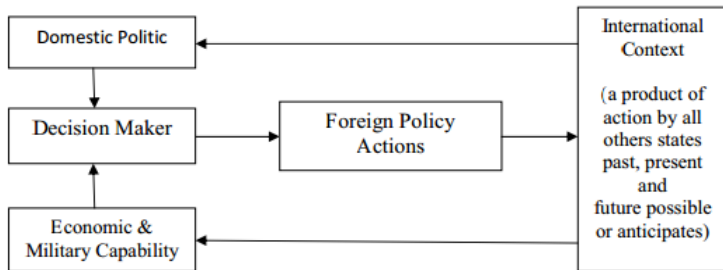 Domestic Politic
Decision Maker
Economic &
Military Capability
Foreign Policy
Actions
International
Context
(a product of
action by all
others states
past, present
and
future possible
or anticipates)